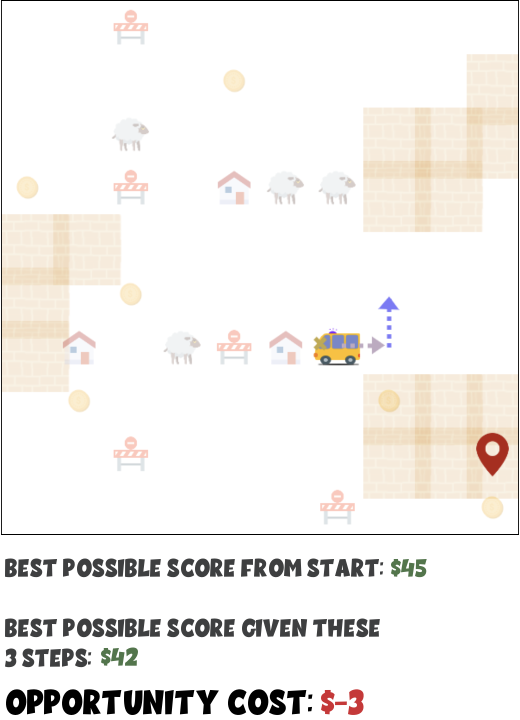 BEST POSSIBLE SCORE FROM START: $45
BEST POSSIBLE SCORE GIVEN THESE
3 STEPS: $42
OPPORTUNITY COST: $-3